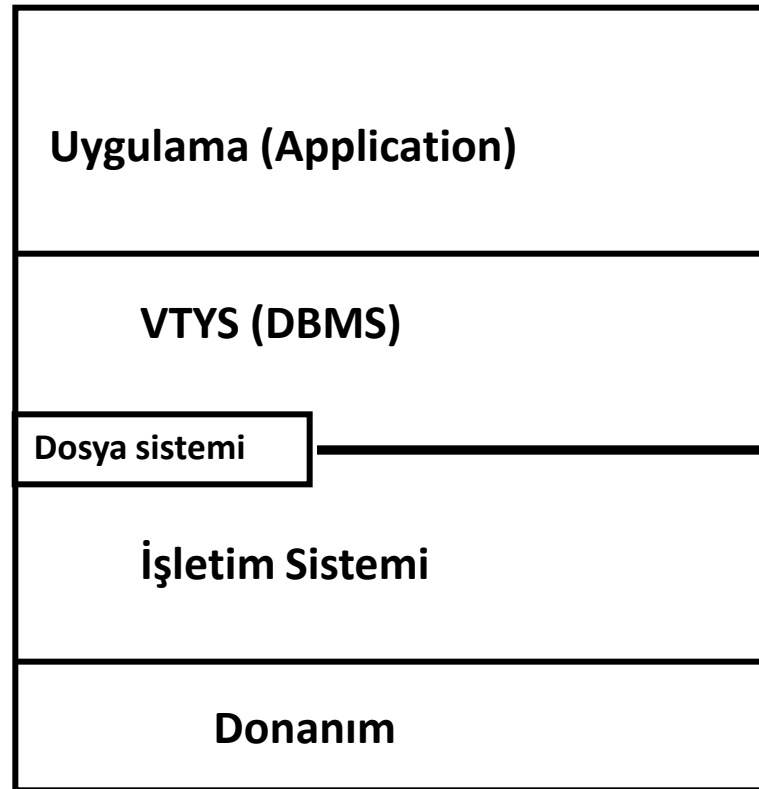 Uygulama (Application)
VTYS (DBMS)
Dosya sistemi
İşletim Sistemi
Donanım